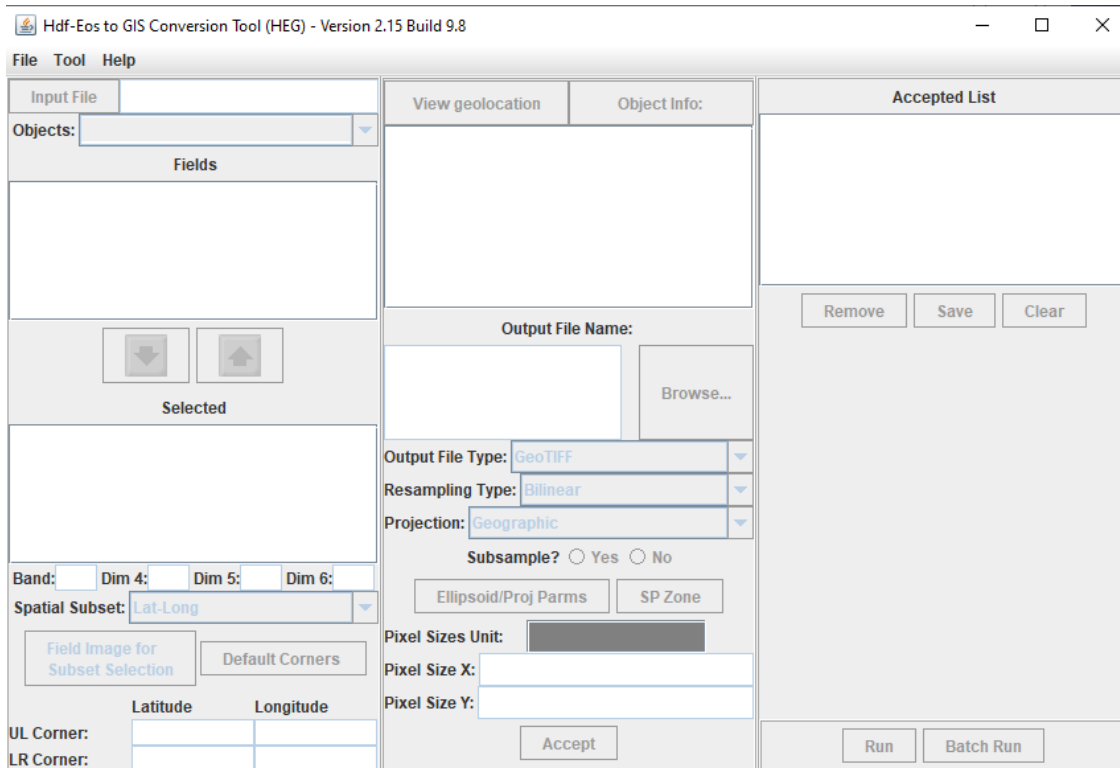 Hdf-Eos to GIS Conversion Tool (HEG) - Version 2.15 Build 9.8
File Tool Help
Input File
Objects:
Fields
Selected
Band: Dim 4: Dim 5: Dim 6:
Spatial Subset: Lat-Long
Field Image for
Subset Selection
Default Corners
Latitude Longitude
UL Corner:
LR Corner:
View geolocation Object Info:
Output File Name:
Browse...
Output File Type: GeoTIFF
Resampling Type: Bilinear
Projection: Geographic
Subsample? Yes No
Ellipsoid/Proj Parms SP Zone
Pixel Sizes Unit:
Pixel Size X:
Pixel Size Y:
Accept
Accepted List
Remove Save Clear
Run Batch Run